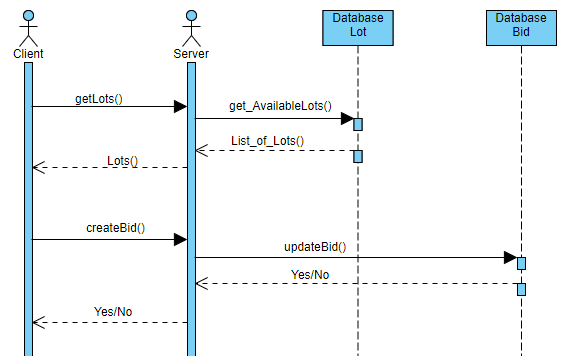 Database
Lot
Database
Bid
Client
Server
getLots()
get_AvailableLots()
List_of_Lots()
Lots()
createBid()
updateBid()
Yes/No
Yes/No